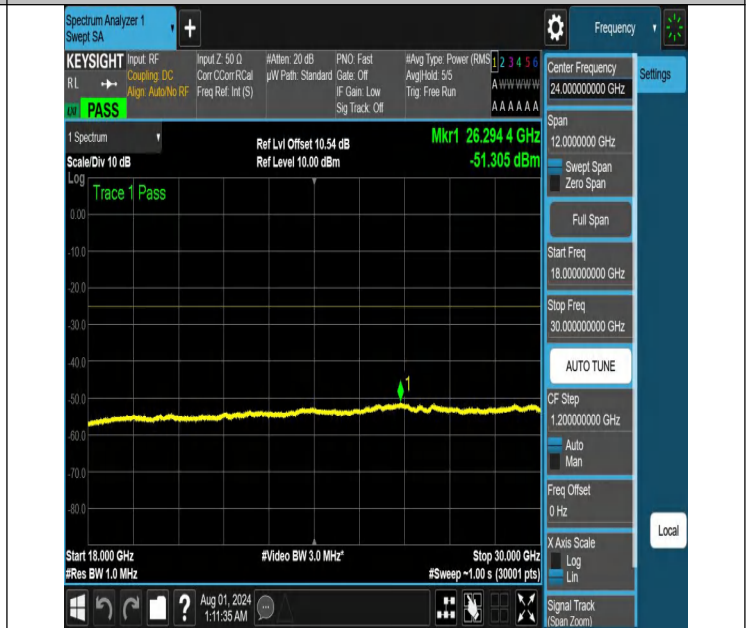 Spectrum Analyzer 1
Swept SA
+
Frequency
KEYSIGHT
RL
PASS
Input: RF
Coupling: DC
Align: Auto/No RF
Input Z: 50 Ω
Corr CCorr RCal
Freq Ref: Int (S)
#Atten: 20 dB
µW Path: Standard
PNO: Fast
Gate: Off
IF Gain: Low
Sig Track: Off
#Avg Type: Power (RMS
Avg|Hold: 5/5
Trig: Free Run
1 2 3 4 5 6
A W W W W W
A A A A A A
Center Frequency
24.000000000 GHz
Settings
1 Spectrum
Scale/Div 10 dB
Ref Lvl Offset 10.54 dB
Ref Level 10.00 dBm
Mkr1 26.294 4 GHz
-51.305 dBm
Span
12.0000000 GHz
Swept Span
Zero Span
Log
Trace 1 Pass
0.00
-10.0
-20.0
-30.0
-40.0
-50.0
-60.0
-70.0
-80.0
1
Full Span
Start Freq
18.000000000 GHz
Stop Freq
30.000000000 GHz
AUTO TUNE
CF Step
1.200000000 GHz
Auto
Man
Freq Offset
0 Hz
X Axis Scale
Log
Lin
Local
Signal Track
(Span Zoom)
Start 18.000 GHz
#Res BW 1.0 MHz
#Video BW 3.0 MHz*
Stop 30.000 GHz
#Sweep ~1.00 s (30001 pts)
?
Aug 01, 2024
1:11:35 AM